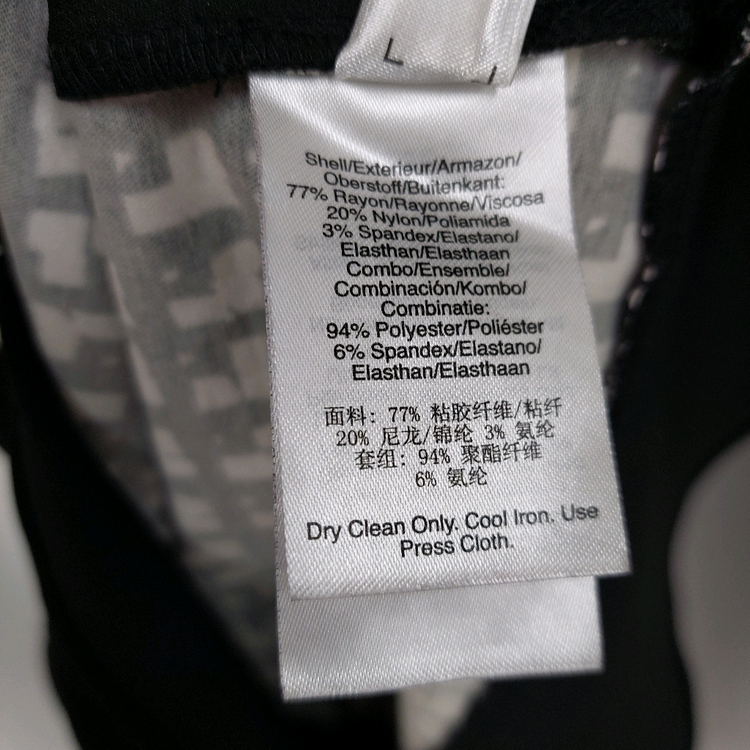 L
Shell/Exterieur/Armazon/
Oberstoff/Buitenkant:
77% Rayon/Rayonne/Viscosa
20% Nylon/Poliamida
3% Spandex/Elastano/
Elasthan/Elasthaan
Combo/Ensemble/
Combinación/Kombo/
Combinatie:
94% Polyester/Poliéster
6% Spandex/Elastano/
Elasthan/Elasthaan
面料: 77% 粘胶纤维/粘纤
20% 尼龙/锦纶 3% 氨纶
套组: 94% 聚酯纤维
6% 氨纶
Dry Clean Only. Cool Iron. Use
Press Cloth.